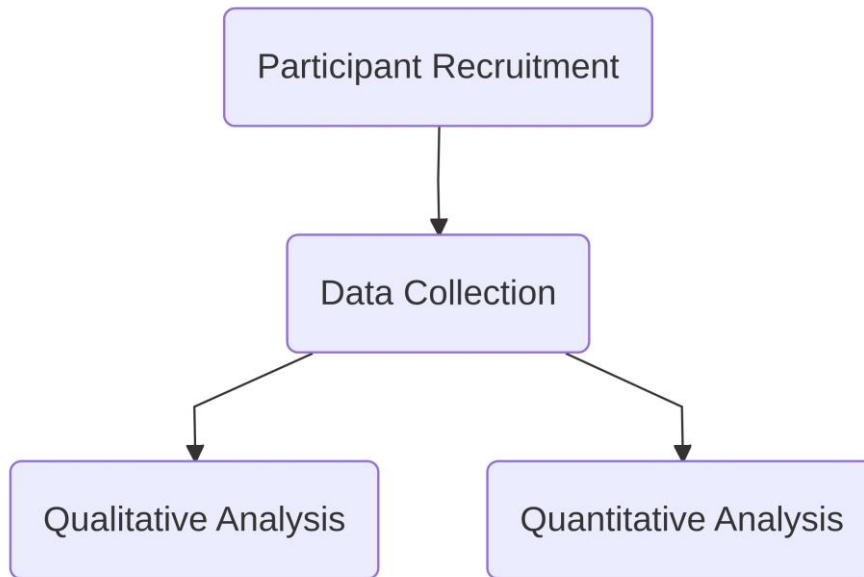 Participant Recruitment
Data Collection
Qualitative Analysis
Quantitative Analysis